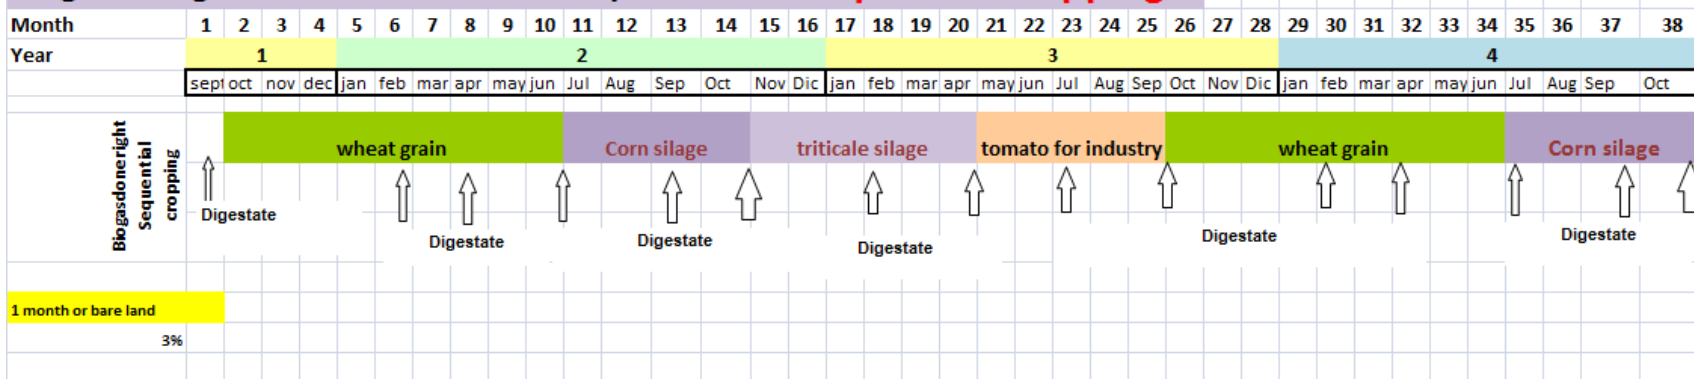 Month 1 2 3 4 5 6 7 8 9 10 11 12 13 14 15 16 17 18 19 20 21 22 23 24 25 26 27 28 29 30 31 32 33 34 35 36 37 38
Year 1 2 3 4
sept oct nov dec jan feb mar apr may jun Jul Aug Sep Oct Nov Dic jan feb mar apr may jun Jul Aug Sep Oct Nov Dic jan feb mar apr may jun Jul Aug Sep Oct
Biogasdoneright
Sequential
cropping
wheat grain Corn silage triticale silage tomato for industry wheat grain Corn silage
Digestate
Digestate
Digestate
Digestate
Digestate
Digestate
1 month or bare land
3%